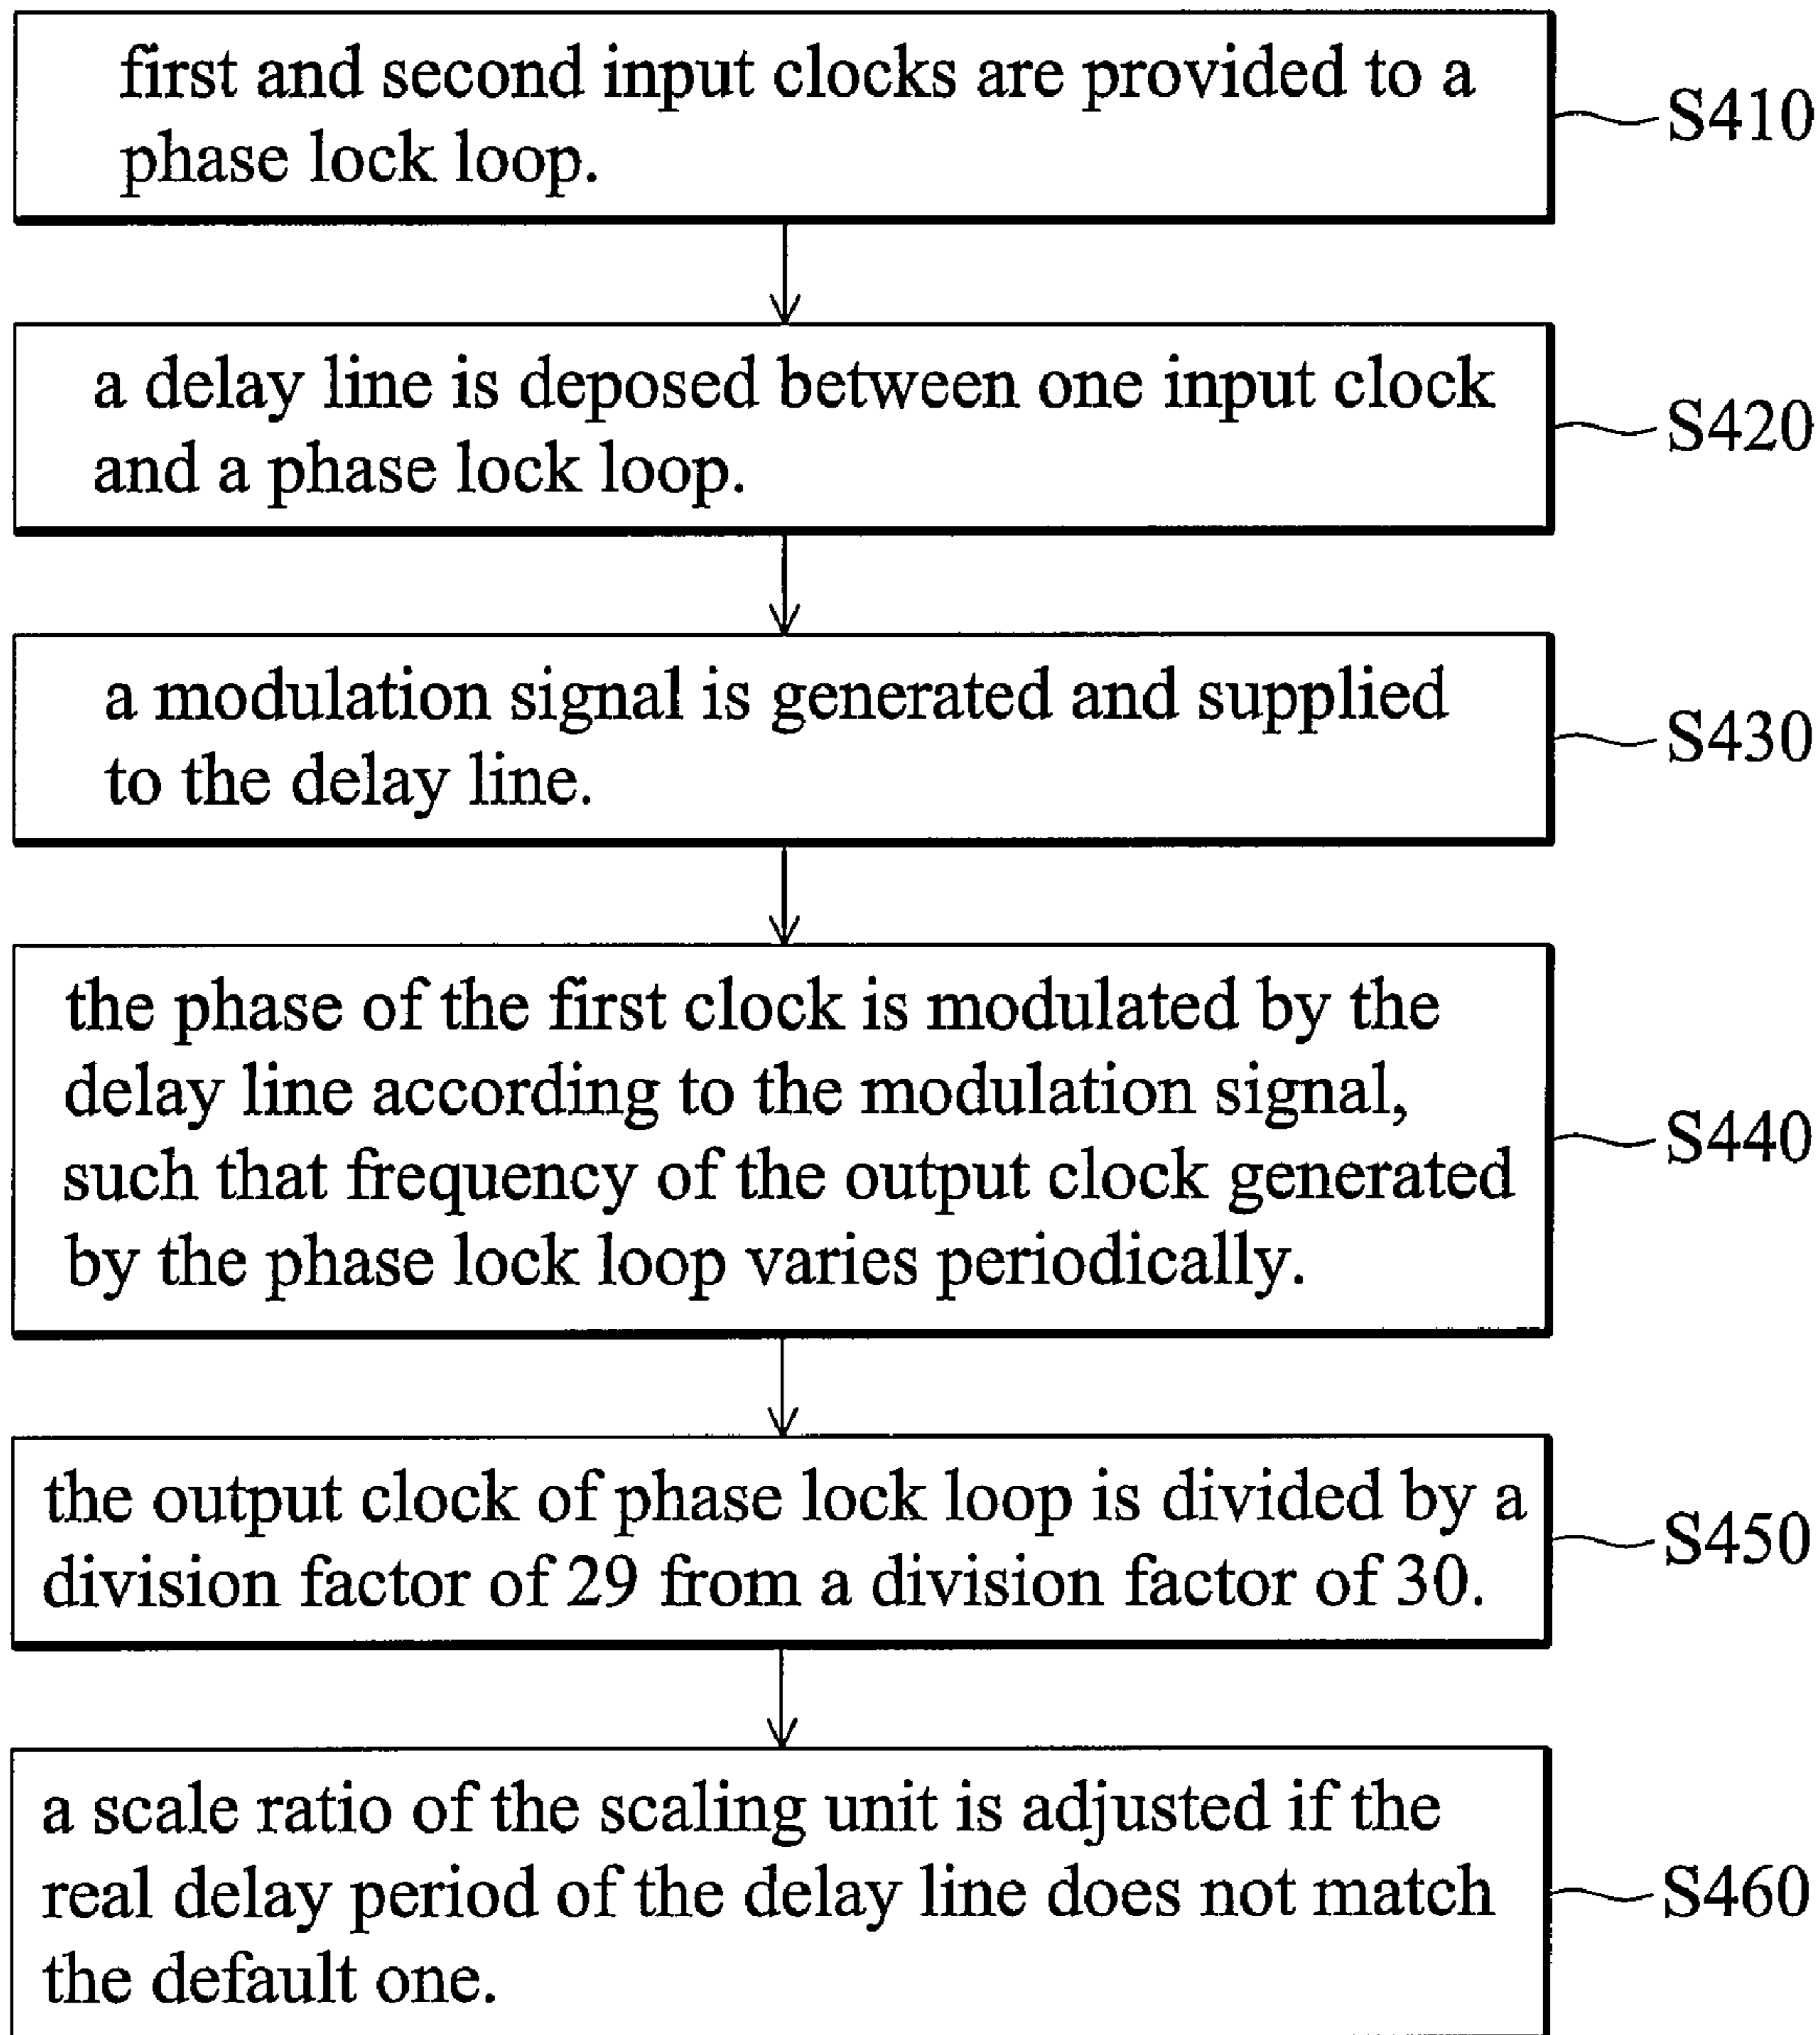 first and second input clocks are provided to a
phase lock loop.
S410
a delay line is deposed between one input clock
and a phase lock loop.
S420
a modulation signal is generated and supplied
to the delay line.
S430
the phase of the first clock is modulated by the
delay line according to the modulation signal,
such that frequency of the output clock generated
by the phase lock loop varies periodically.
S440
the output clock of phase lock loop is divided by a
division factor of 29 from a division factor of 30.
S450
a scale ratio of the scaling unit is adjusted if the
real delay period of the delay line does not match
the default one.
S460